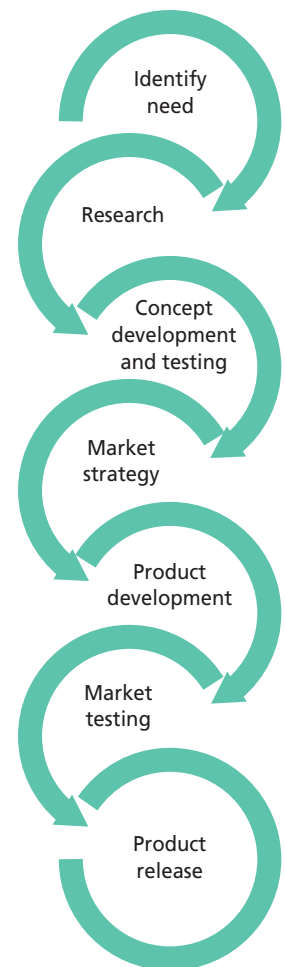 Identify
need
Research
Concept
development
and testing
Market
strategy
Product
development
Market
testing
Product
release